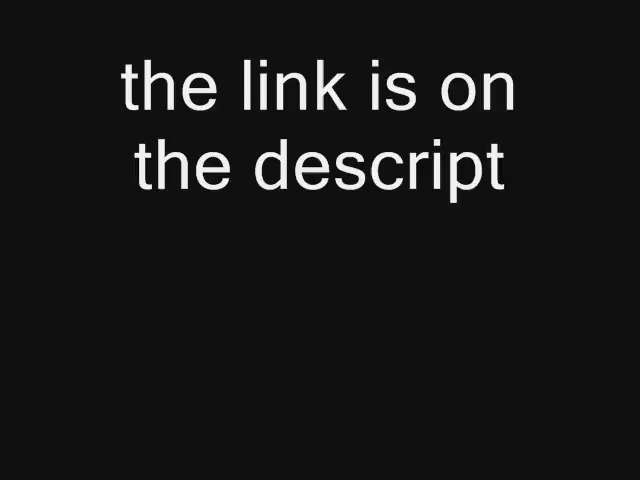 the link is on
the descript